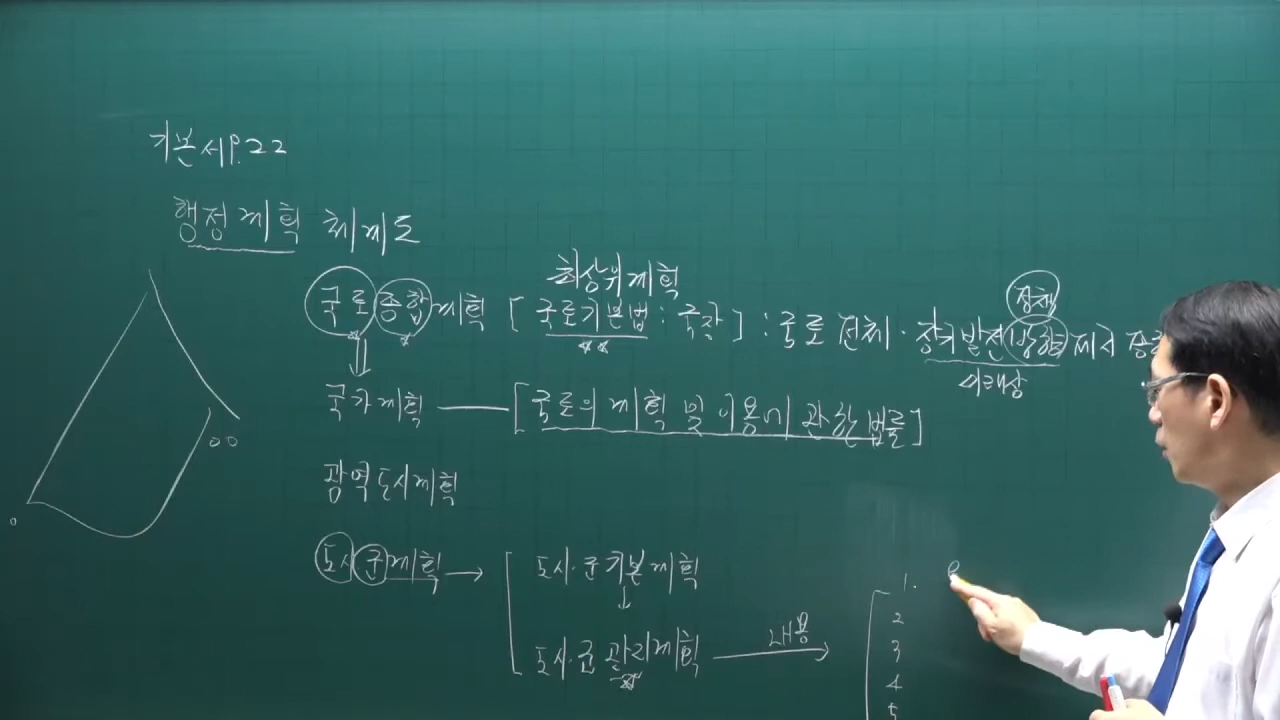 기본서P.22
행정계획 체계도
최상위계획
정책
국토종합계획 [국토기본법 : 국장] : 국토 전체·장기발전방향 제시 종합
미래상
국가계획 — [국토의 계획 및 이용에 관한 법률]
광역도시계획
도시군계획 → 도시·군기본계획
↓
도시·군관리계획 → 내용
1.
2
3
4
5